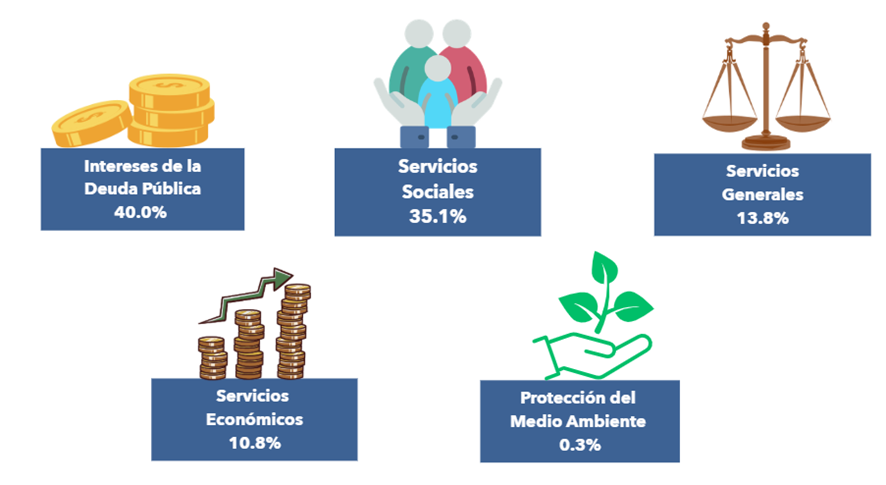 Intereses de la
Deuda Pública
40.0%
Servicios
Sociales
35.1%
Servicios
Generales
13.8%
Servicios
Económicos
10.8%
Protección del
Medio Ambiente
0.3%